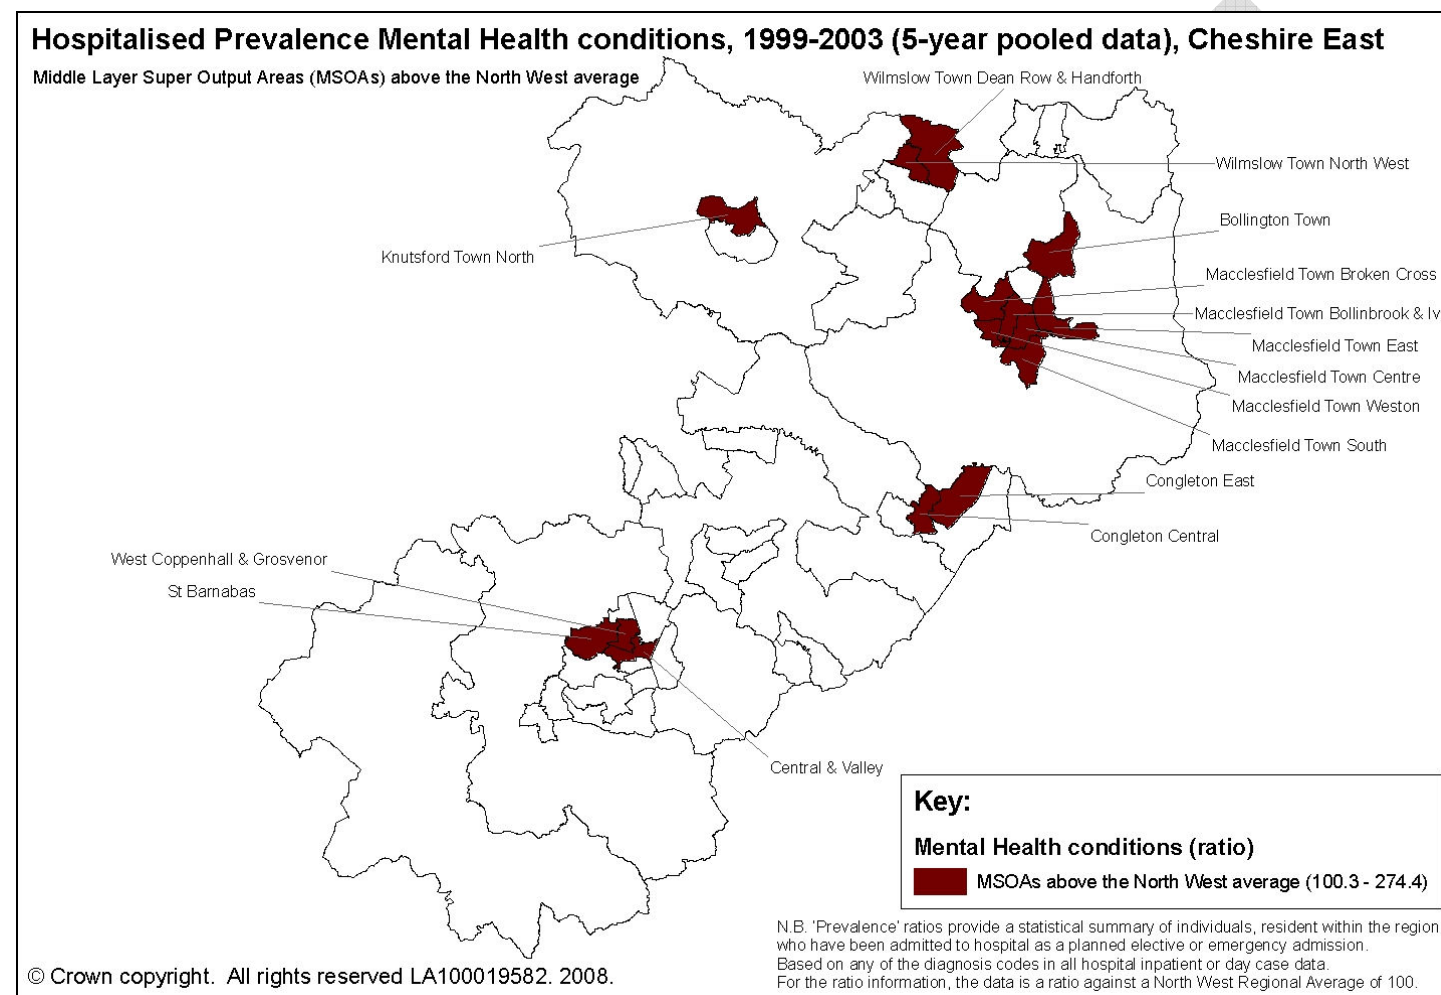 Hospitalised Prevalence Mental Health conditions, 1999-2003 (5-year pooled data), Cheshire East
Middle Layer Super Output Areas (MSOAs) above the North West average
Wilmslow Town Dean Row & Handforth
Wilmslow Town North West
Bollington Town
Knutsford Town North
Macclesfield Town Broken Cross
Macclesfield Town Bollinbrook & Iv
Macclesfield Town East
Macclesfield Town Centre
Macclesfield Town Weston
Macclesfield Town South
Congleton East
Congleton Central
West Coppenhall & Grosvenor
St Barnabas
Central & Valley
Key:
Mental Health conditions (ratio)
MSOAs above the North West average (100.3 - 274.4)
N.B. 'Prevalence' ratios provide a statistical summary of individuals, resident within the region
who have been admitted to hospital as a planned elective or emergency admission.
Based on any of the diagnosis codes in all hospital inpatient or day case data.
For the ratio information, the data is a ratio against a North West Regional Average of 100.
© Crown copyright. All rights reserved LA100019582. 2008.